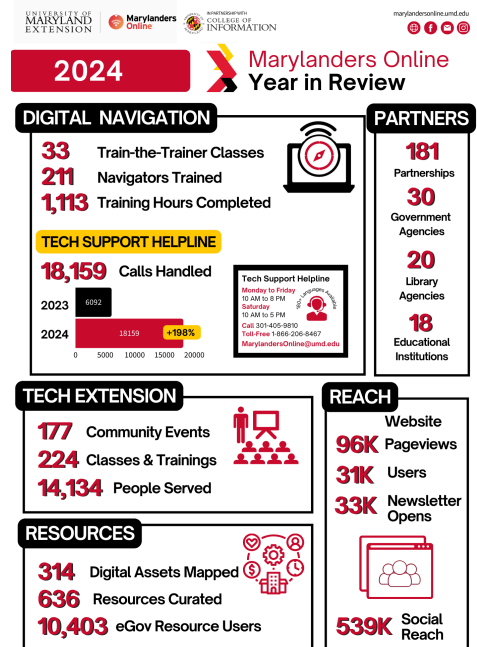 UNIVERSITY OF
MARYLAND
EXTENSION
Marylanders
Online
IN PARTNERSHIP WITH
COLLEGE OF
INFORMATION
marylandersonline.umd.edu
2024
Marylanders Online
Year in Review
DIGITAL NAVIGATION
33 Train-the-Trainer Classes
211 Navigators Trained
1,113 Training Hours Completed
TECH SUPPORT HELPLINE
18,159 Calls Handled
2023 6092
2024 18159 +198%
0 5000 10000 15000 20000
Tech Support Helpline
Monday to Friday
10 AM to 8 PM
Saturday
10 AM to 5 PM
Call 301-405-9810
Toll-Free 1-866-206-8467
MarylandersOnline@umd.edu
Languages Available
PARTNERS
181
Partnerships
30
Government
Agencies
20
Library
Agencies
18
Educational
Institutions
TECH EXTENSION
177 Community Events
224 Classes & Trainings
14,134 People Served
RESOURCES
314 Digital Assets Mapped
636 Resources Curated
10,403 eGov Resource Users
REACH
Website
96K Pageviews
31K Users
33K Newsletter
Opens
539K Social
Reach